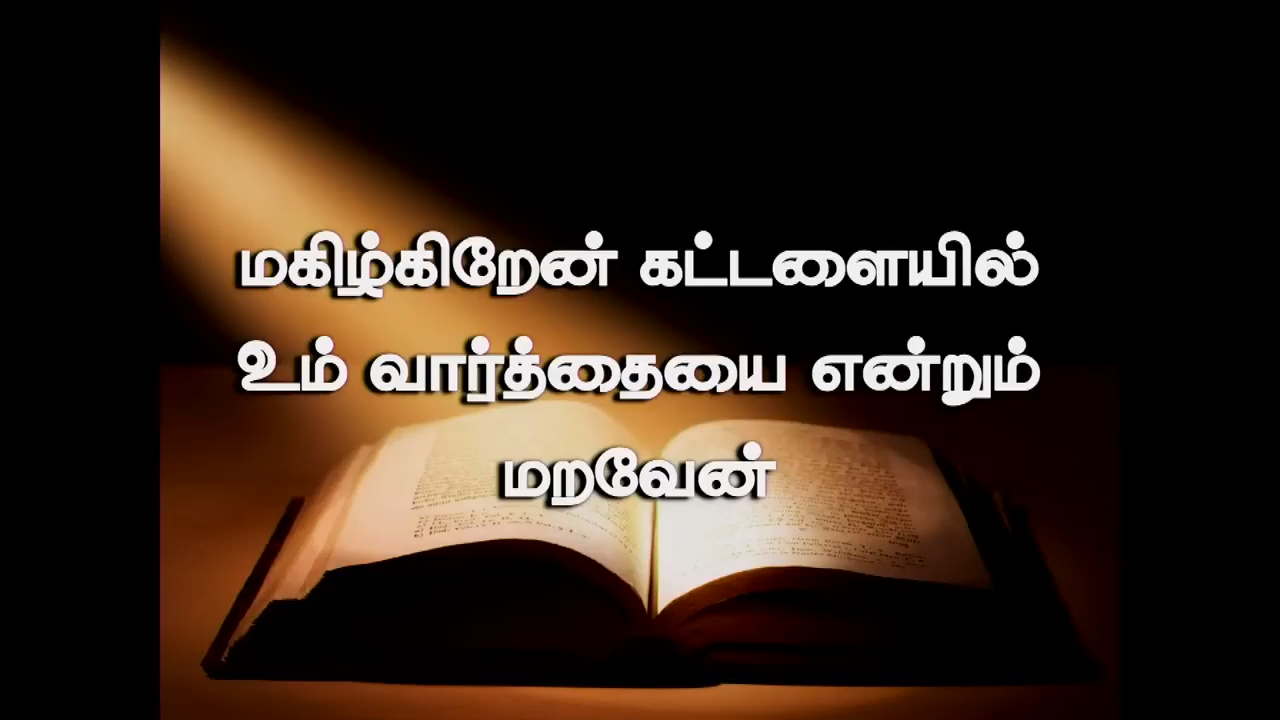 மகிழ்கிறேன் கட்டளையில்
உம் வார்த்தையை என்றும்
மறவேன்